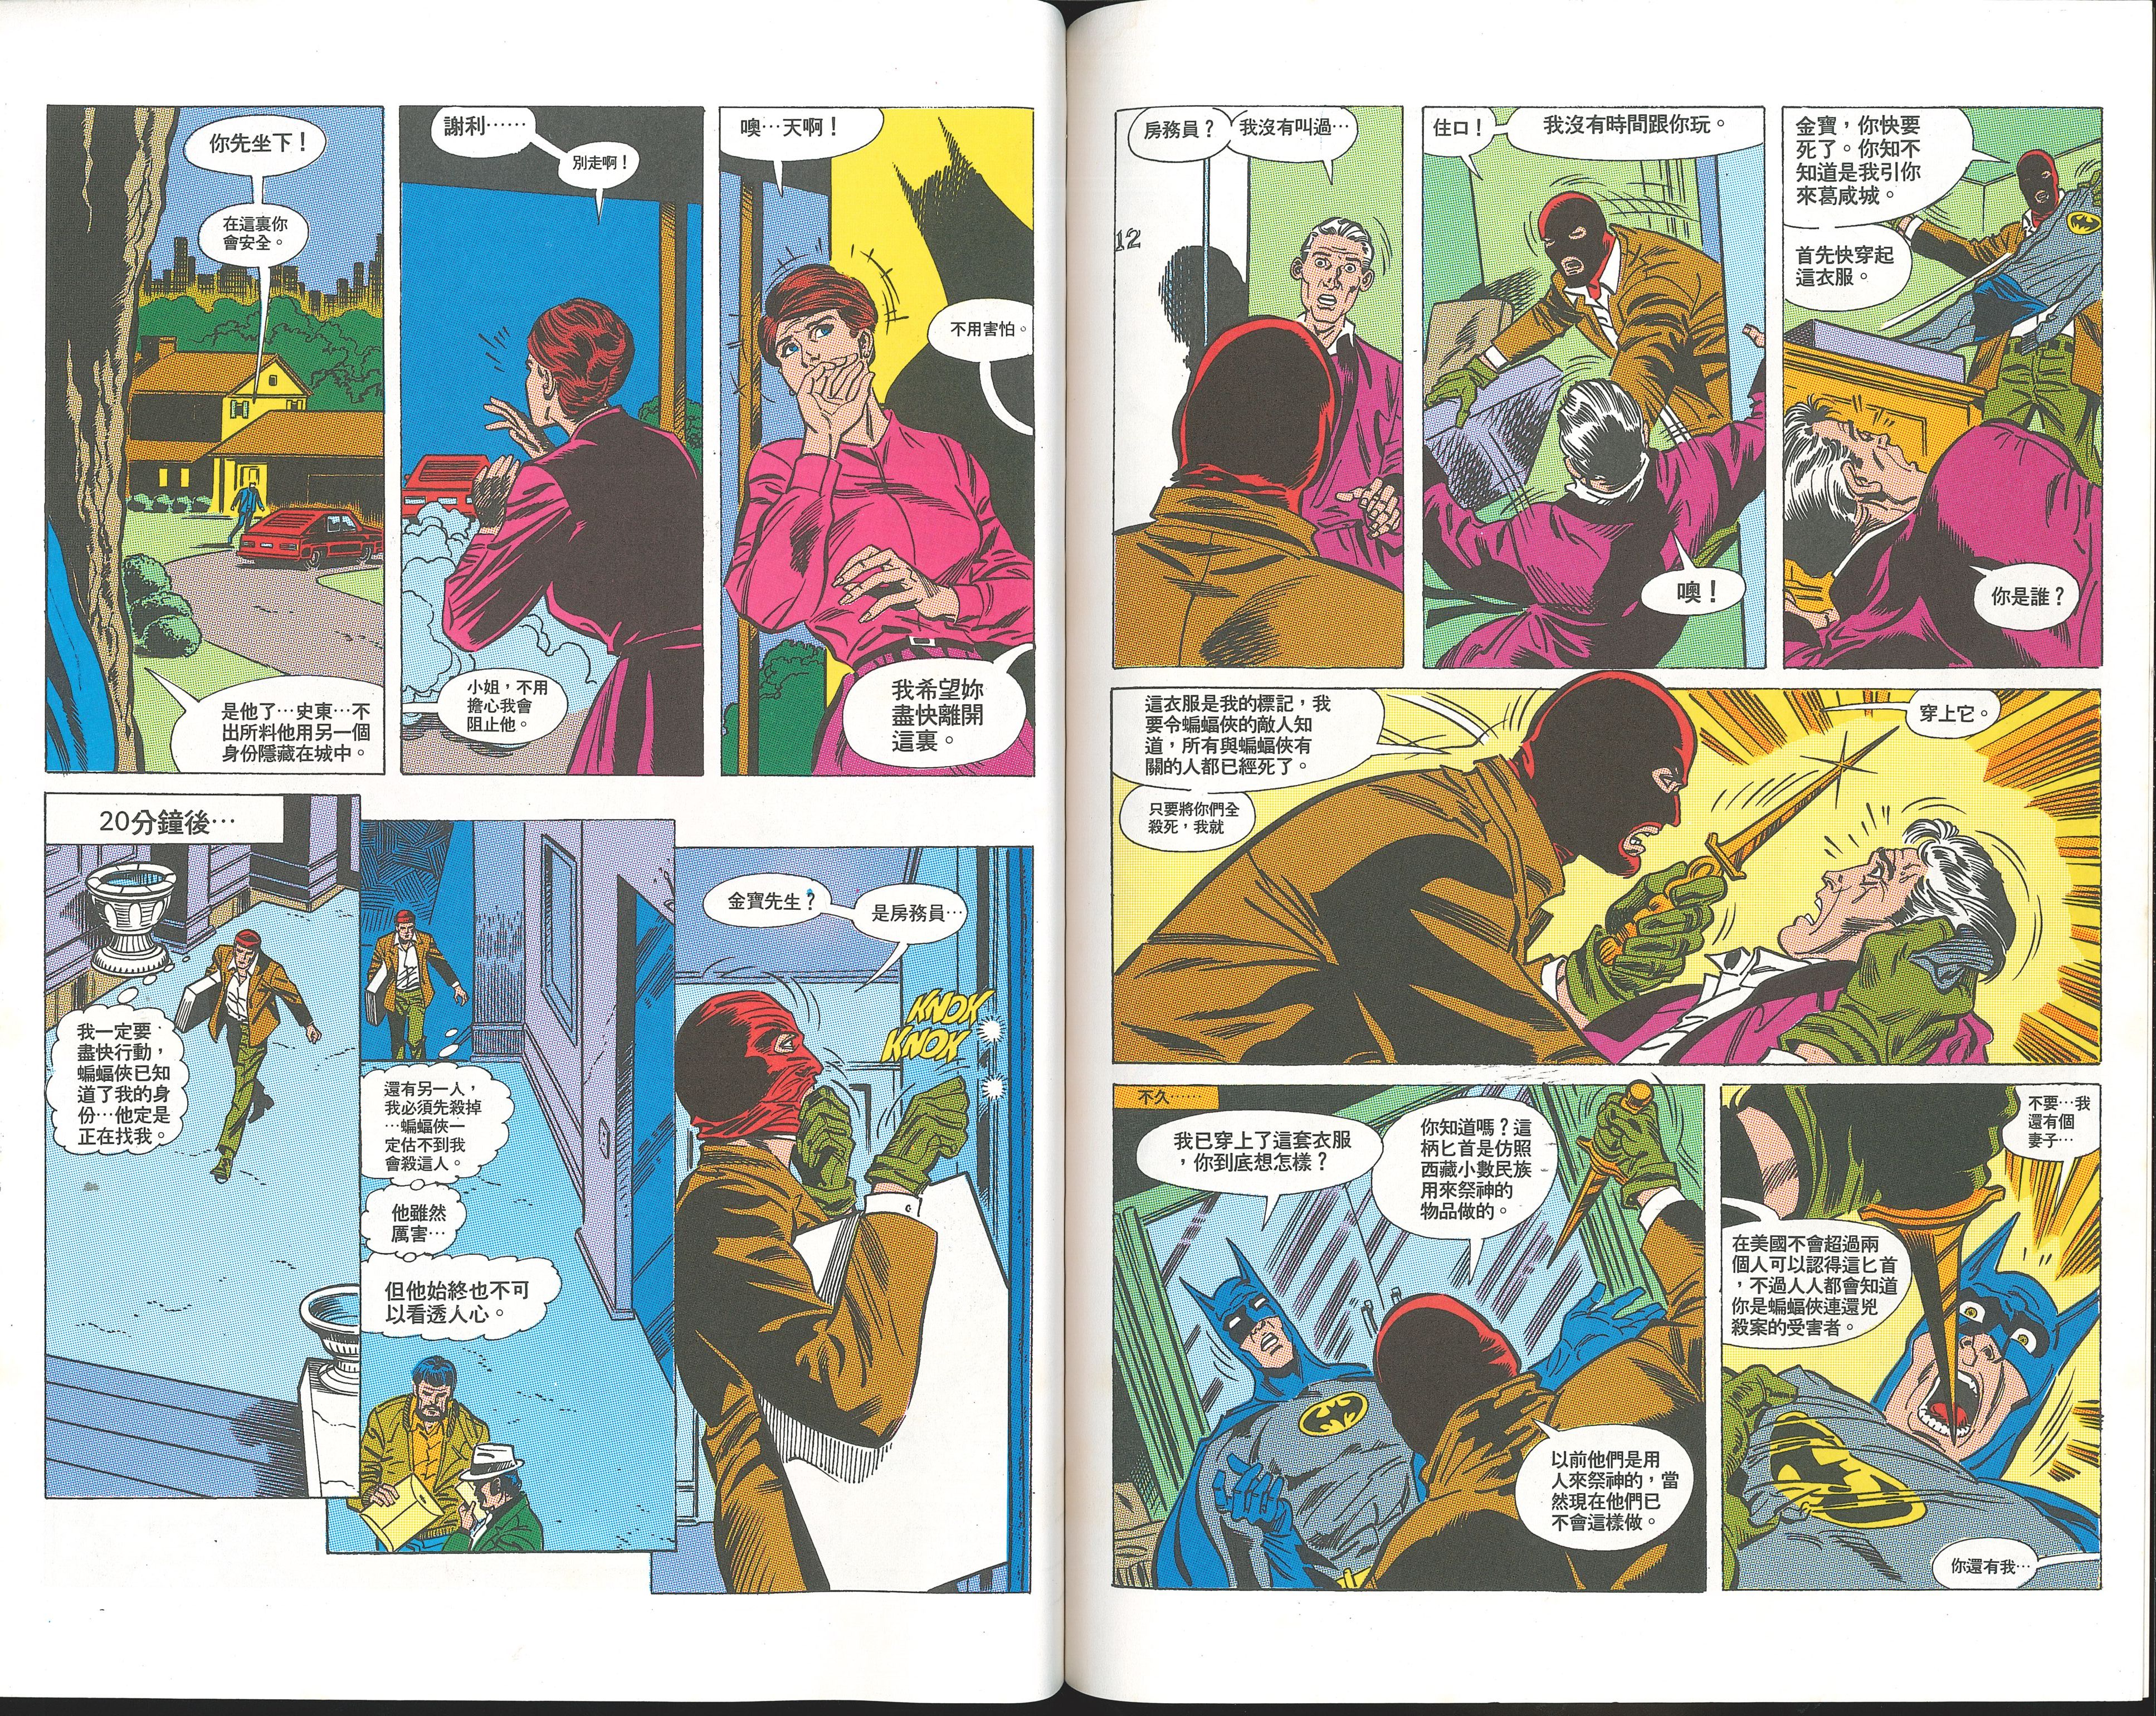 你先坐下！
在這裏你
會安全。
是他了⋯史東⋯不
出所料他用另一個
身份隱藏在城中。
謝利⋯⋯
別走啊！
小姐，不用
擔心我會
阻止他。
噢⋯天啊！
不用害怕。
我希望妳
盡快離開
這裏。
20分鐘後⋯
我一定要
盡快行動，
蝙蝠俠已知
道了我的身
份⋯他定是
正在找我。
還有另一人，
我必須先殺掉
⋯蝙蝠俠一
定估不到我
會殺這人。
他雖然
厲害⋯
但他始終也不可
以看透人心。
金寶先生？
是房務員⋯
KNOK
KNOK
房務員？
我沒有叫過⋯
12
住口！
我沒有時間跟你玩。
噢！
金寶，你快要
死了。你知不
知道是我引你
來葛咸城。
首先快穿起
這衣服。
你是誰？
這衣服是我的標記，我
要令蝙蝠俠的敵人知
道，所有與蝙蝠俠有
關的人都已經死了。
只要將你們全
殺死，我就
穿上它。
不久⋯⋯
我已穿上了這套衣服
，你到底想怎樣？
你知道嗎？這
柄匕首是仿照
西藏小數民族
用來祭神的
物品做的。
以前他們是用
人來祭神的，當
然現在他們已
不會這樣做。
不要⋯我
還有個
妻子⋯
在美國不會超過兩
個人可以認得這匕首
，不過人人都會知道
你是蝙蝠俠連還兇
殺案的受害者。
你還有我⋯